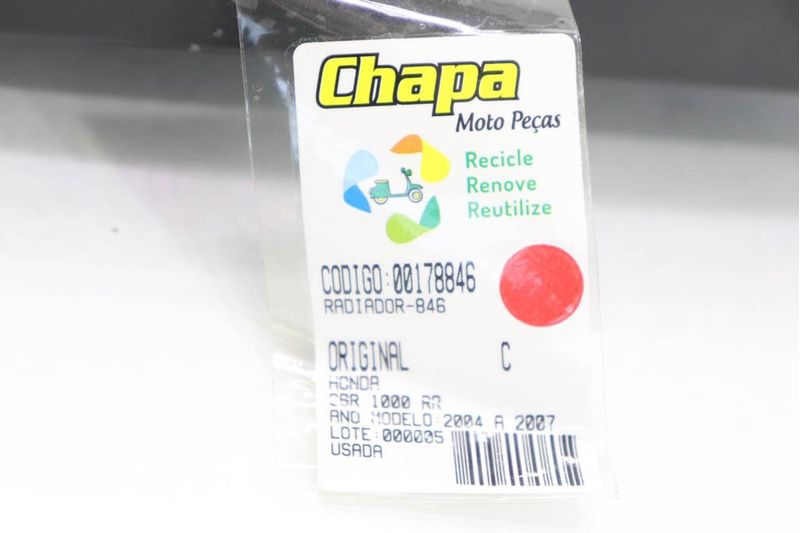 Chapa
Moto Peças
Recicle
Renove
Reutilize
CODIGO:00178846
RADIADOR-846
ORIGINAL C
HONDA
CBR 1000 RR
ANO MODELO:2004 A 2007
LOTE:000005
USADA